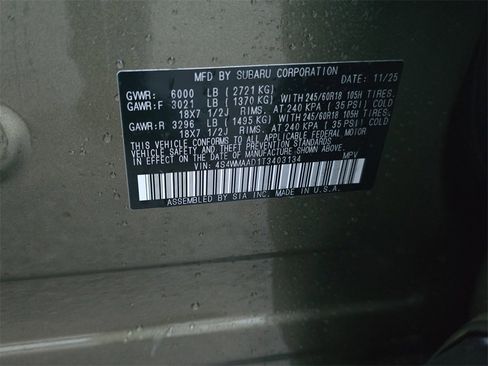 MFD BY SUBARU CORPORATION DATE: 11/25
GVWR: 6000 LB ( 2721 KG)
GAWR:F 3021 LB ( 1370 KG) WITH 245/60R18 105H TIRES,
18X7 1/2J RIMS, AT 240 KPA ( 35 PSI) COLD
GAWR:R 3296 LB ( 1495 KG) WITH 245/60R18 105H TIRES,
18X7 1/2J RIMS, AT 240 KPA ( 35 PSI) COLD
THIS VEHICLE CONFORMS TO ALL APPLICABLE FEDERAL MOTOR
VEHICLE SAFETY AND THEFT PREVENTION STANDARDS
IN EFFECT ON THE DATE OF MANUFACTURE SHOWN ABOVE.
VIN: 4S4WMAAD1T3403134 MPV
ASSEMBLED BY SIA INC. MADE IN U.S.A.